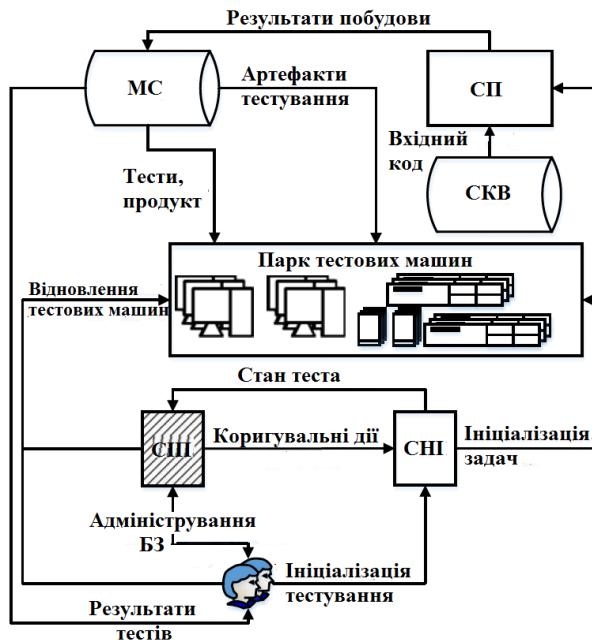 Результати побудови
МС
Артефакти
тестування
СП
Вхідний
код
Тести,
продукт
СКВ
Парк тестових машин
Відновлення
тестових машин
Стан теста
СПП
Коригувальні дії
СНІ
Ініціалізація
задач
Адміністрування
БЗ
Ініціалізація
тестування
Результати
тестів